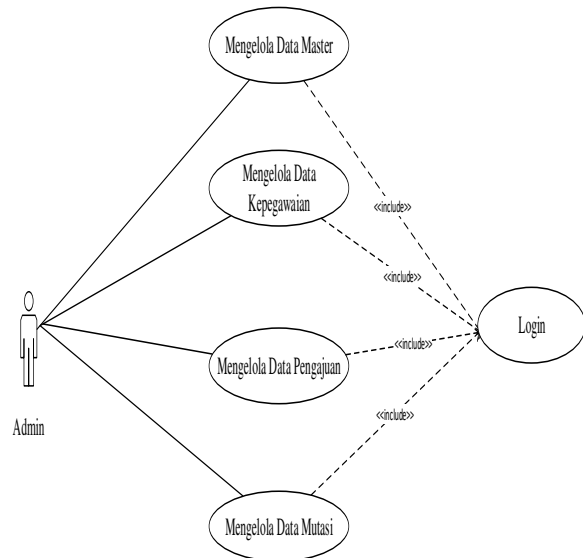 Mengelola Data Master
Mengelola Data
Kepegawaian
<<include>>
<<include>>
Login
<<include>>
Mengelola Data Pengajuan
<<include>>
Admin
Mengelola Data Mutasi